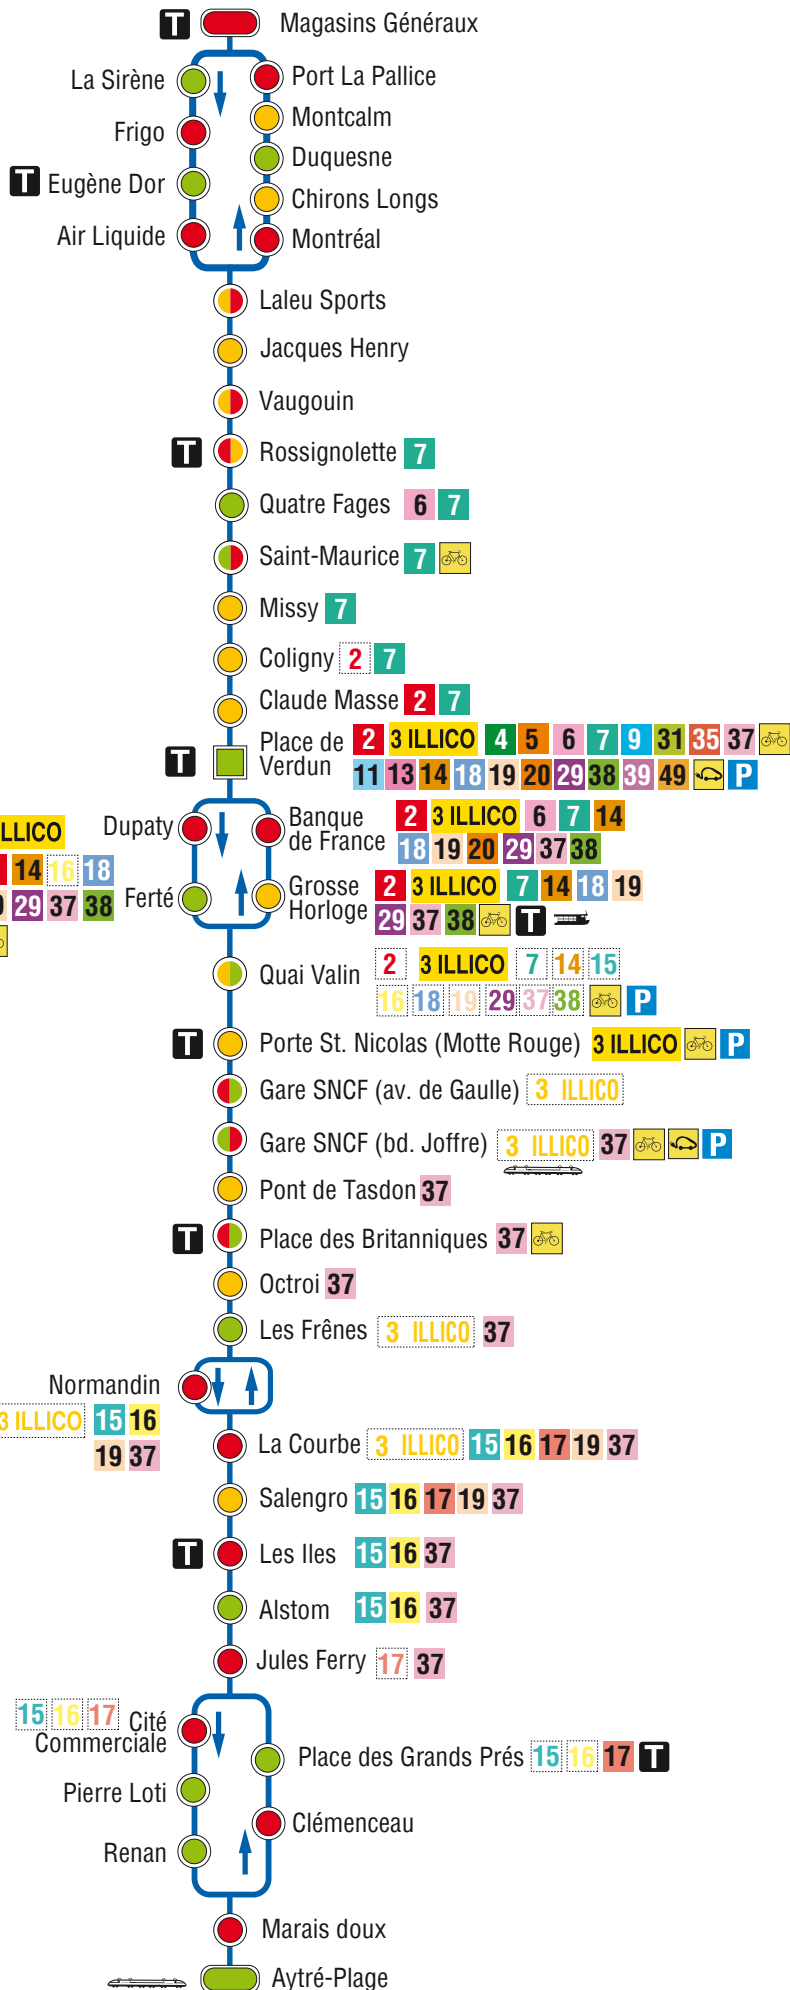 T Magasins Généraux
La Sirène
Port La Pallice
Frigo
Montcalm
Duquesne
T Eugène Dor
Chirons Longs
Air Liquide
Montréal
Laleu Sports
Jacques Henry
Vaugouin
T Rossignolette 7
Quatre Fages 6 7
Saint-Maurice 7
Missy 7
Coligny 2 7
Claude Masse 2 7
T Place de Verdun 2 3 ILLICO 4 5 6 7 9 31 35 37
11 13 14 18 19 20 29 38 39 49 P
LLICO Dupaty
14 16 18
29 37 38 Ferté
Banque 2 3 ILLICO 6 7 14
de France 18 19 20 29 37 38
Grosse 2 3 ILLICO 7 14 18 19
Horloge 29 37 38 T
Quai Valin 2 3 ILLICO 7 14 15
16 18 19 29 37 38 P
T Porte St. Nicolas (Motte Rouge) 3 ILLICO P
Gare SNCF (av. de Gaulle) 3 ILLICO
Gare SNCF (bd. Joffre) 3 ILLICO 37 P
Pont de Tasdon 37
T Place des Britanniques 37
Octroi 37
Les Frênes 3 ILLICO 37
Normandin
3 ILLICO 15 16
19 37
La Courbe 3 ILLICO 15 16 17 19 37
Salengro 15 16 17 19 37
T Les Iles 15 16 37
Alstom 15 16 37
Jules Ferry 17 37
15 16 17 Cité
Commerciale
Place des Grands Prés 15 16 17 T
Pierre Loti
Clémenceau
Renan
Marais doux
Aytré-Plage